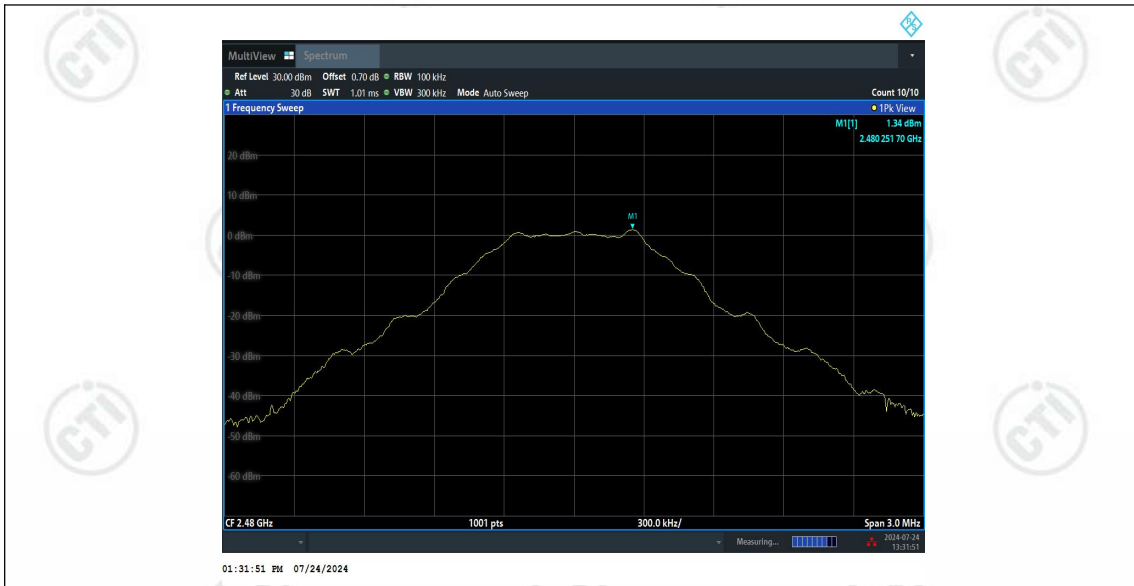 CTI
CTI
R&S
MultiView Spectrum
Ref Level 30.00 dBm Offset 0.70 dB RBW 100 kHz
Att 30 dB SWT 1.01 ms VBW 300 kHz Mode Auto Sweep Count 10/10
1 Frequency Sweep 1Pk View
M1[1] 1.34 dBm
2.480 251 70 GHz
20 dBm
10 dBm
M1
0 dBm
-10 dBm
-20 dBm
-30 dBm
-40 dBm
CTI
CTI
-50 dBm
-60 dBm
CF 2.48 GHz 1001 pts 300.0 kHz/ Span 3.0 MHz
Measuring... 2024-07-24
13:31:51
01:31:51 PM 07/24/2024